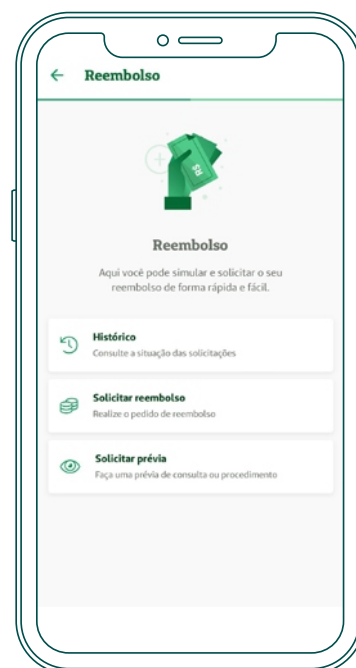 Reembolso
R$
Reembolso
Aqui você pode simular e solicitar o seu
reembolso de forma rápida e fácil.
Histórico
Consulte a situação das solicitações
Solicitar reembolso
Realize o pedido de reembolso
Solicitar prévia
Faça uma prévia de consulta ou procedimento